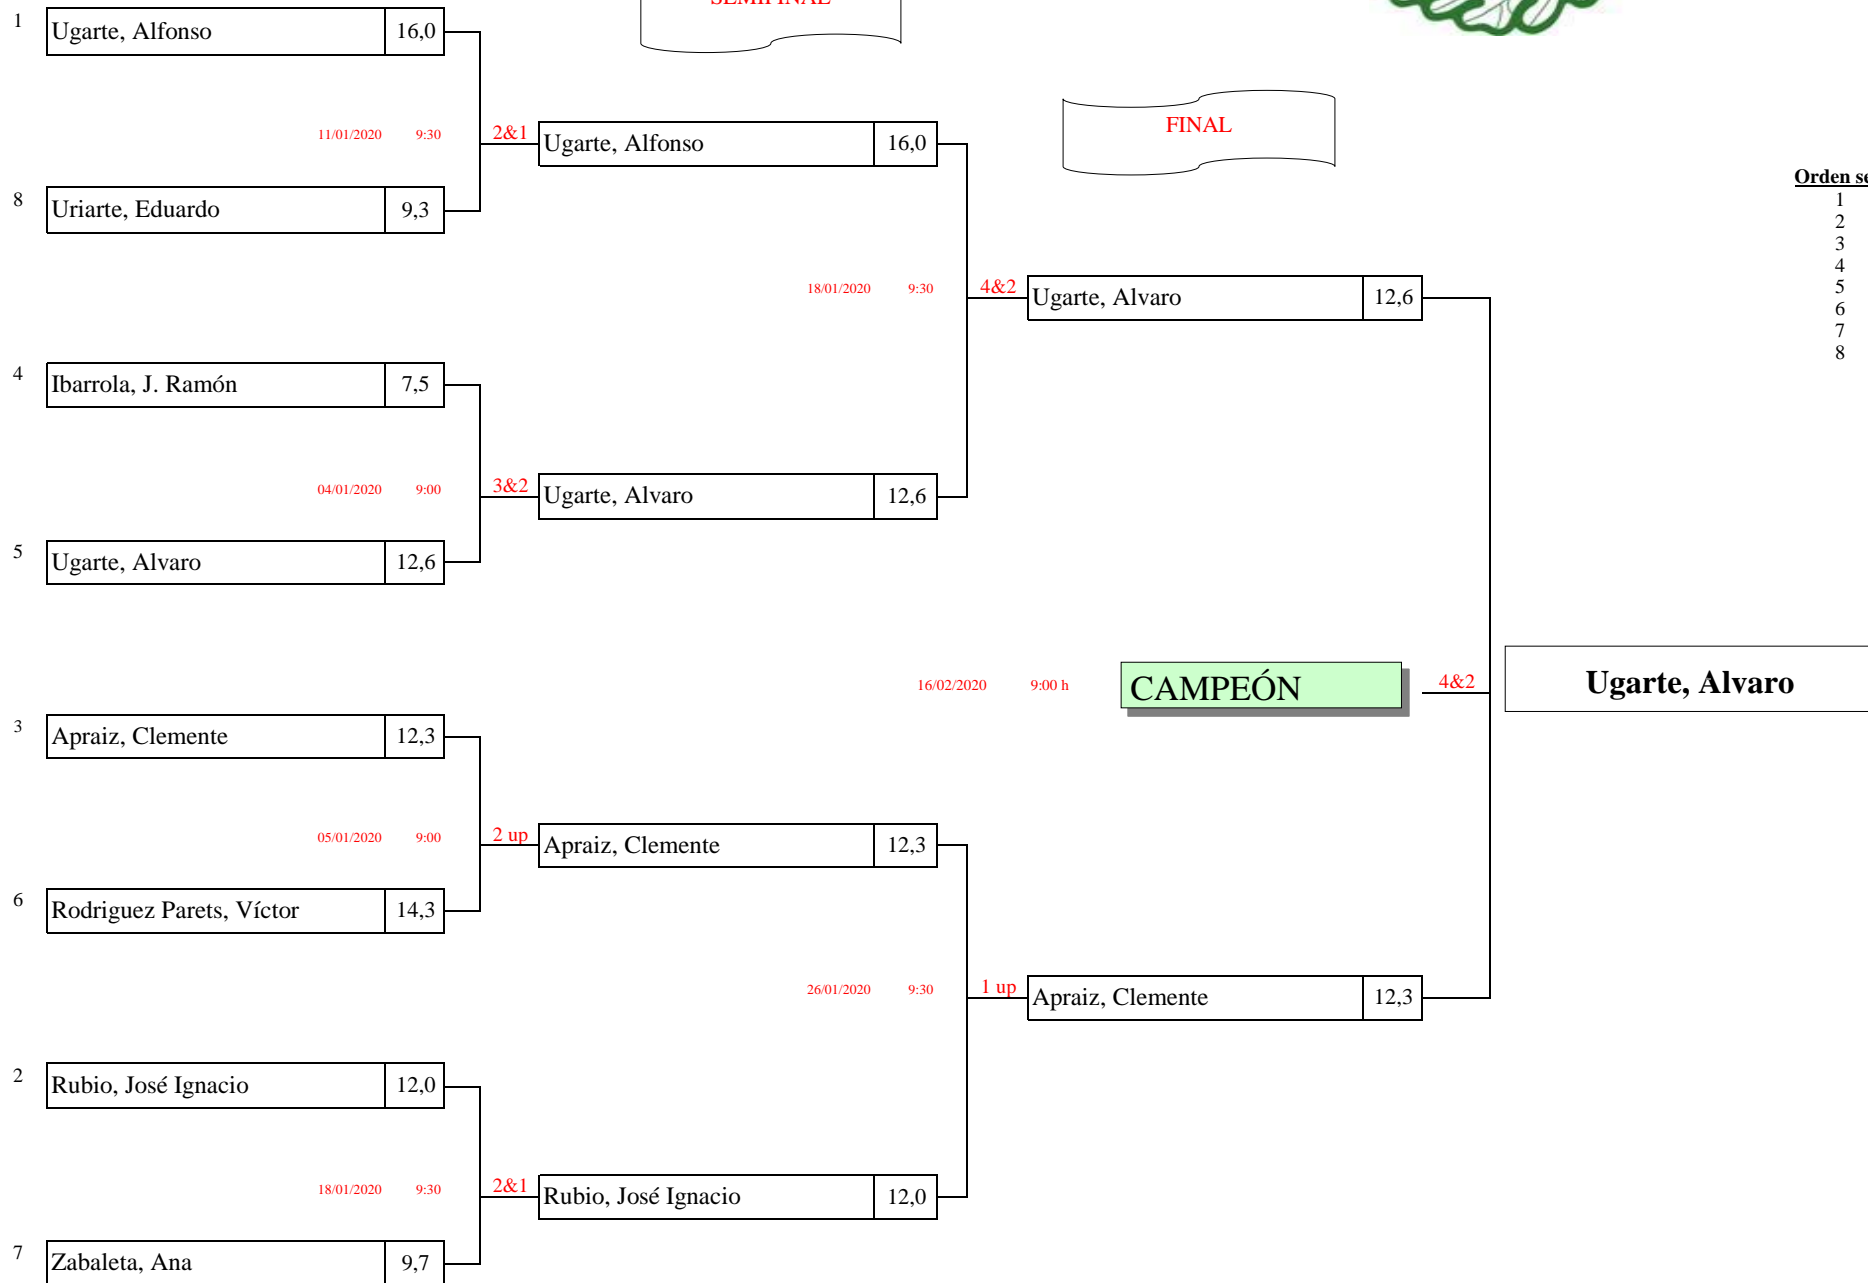 SEMIFINAL
1 Ugarte, Alfonso 16,0
FINAL
11/01/2020 9:30 2&1 Ugarte, Alfonso 16,0
Orden se
1
2
3
4
5
6
7
8
8 Uriarte, Eduardo 9,3
18/01/2020 9:30 4&2 Ugarte, Alvaro 12,6
4 Ibarrola, J. Ramón 7,5
04/01/2020 9:00 3&2 Ugarte, Alvaro 12,6
5 Ugarte, Alvaro 12,6
16/02/2020 9:00 h CAMPEÓN 4&2 Ugarte, Alvaro
3 Apraiz, Clemente 12,3
05/01/2020 9:00 2 up Apraiz, Clemente 12,3
6 Rodriguez Parets, Víctor 14,3
26/01/2020 9:30 1 up Apraiz, Clemente 12,3
2 Rubio, José Ignacio 12,0
18/01/2020 9:30 2&1 Rubio, José Ignacio 12,0
7 Zabaleta, Ana 9,7